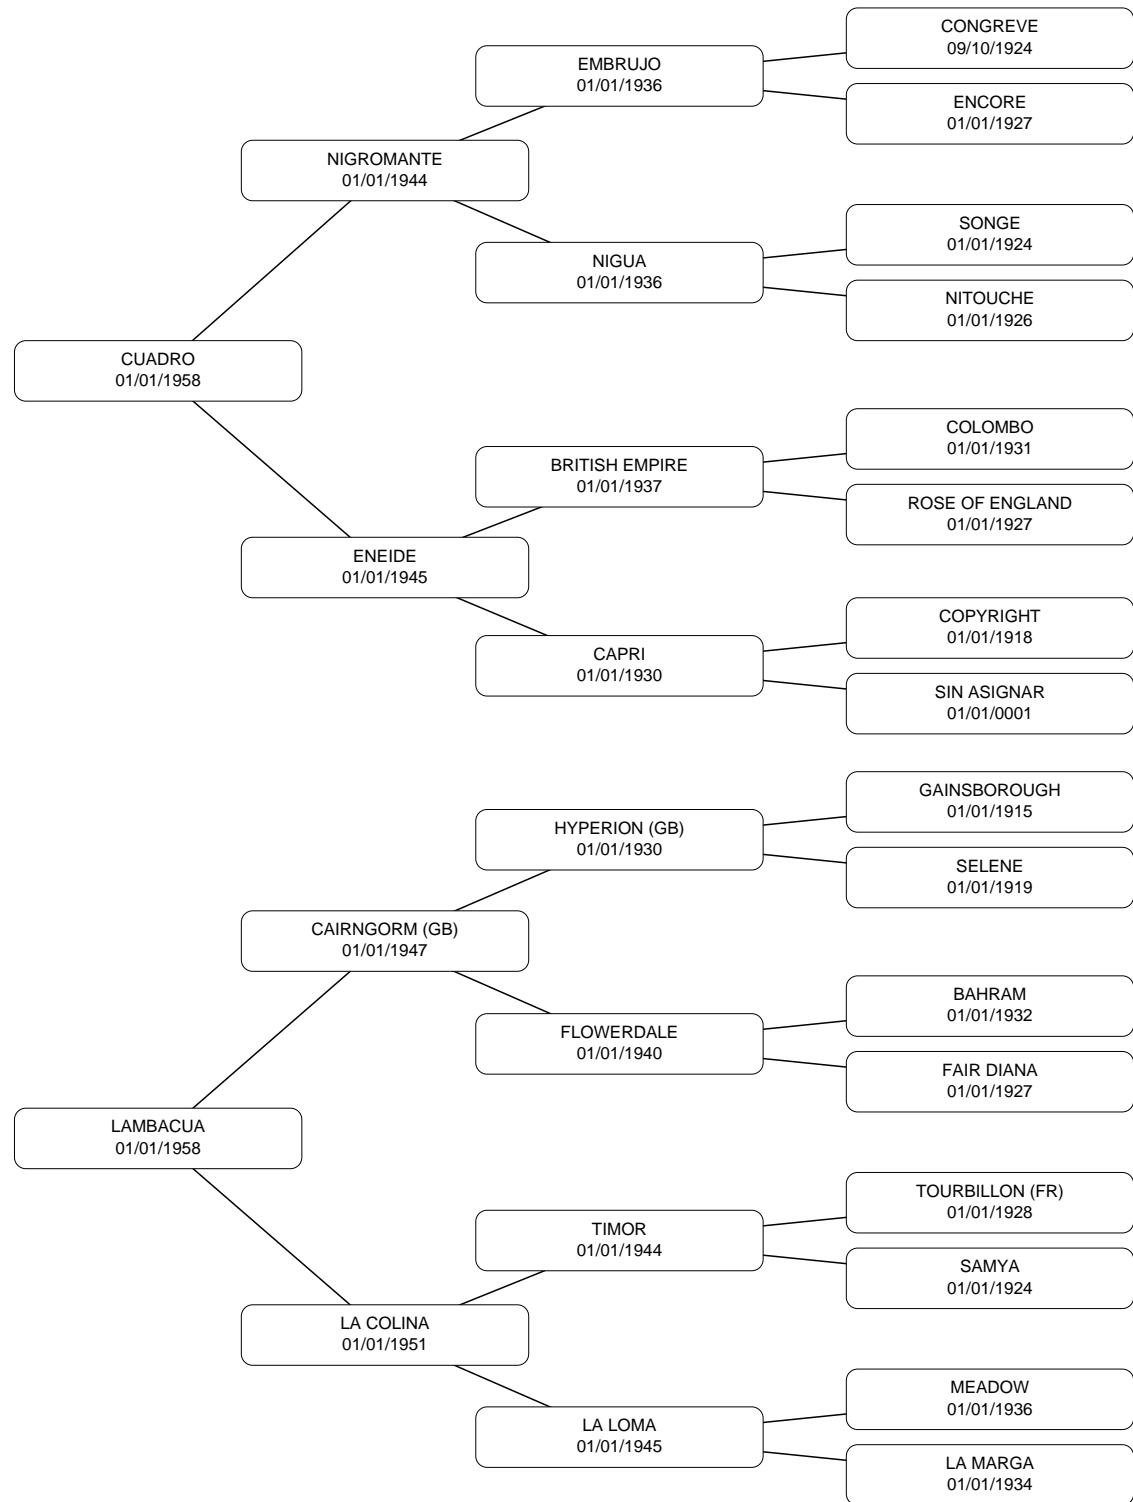 CONGREVE
09/10/1924
EMBRUJO
01/01/1936
ENCORE
01/01/1927
NIGROMANTE
01/01/1944
SONGE
01/01/1924
NIGUA
01/01/1936
NITOUCHE
01/01/1926
CUADRO
01/01/1958
COLOMBO
01/01/1931
BRITISH EMPIRE
01/01/1937
ROSE OF ENGLAND
01/01/1927
ENEIDE
01/01/1945
COPYRIGHT
01/01/1918
CAPRI
01/01/1930
SIN ASIGNAR
01/01/0001
GAINSBOROUGH
01/01/1915
HYPERION (GB)
01/01/1930
SELENE
01/01/1919
CAIRNGORM (GB)
01/01/1947
BAHRAM
01/01/1932
FLOWERDALE
01/01/1940
FAIR DIANA
01/01/1927
LAMBACUA
01/01/1958
TOURBILLON (FR)
01/01/1928
TIMOR
01/01/1944
SAMYA
01/01/1924
LA COLINA
01/01/1951
MEADOW
01/01/1936
LA LOMA
01/01/1945
LA MARGA
01/01/1934